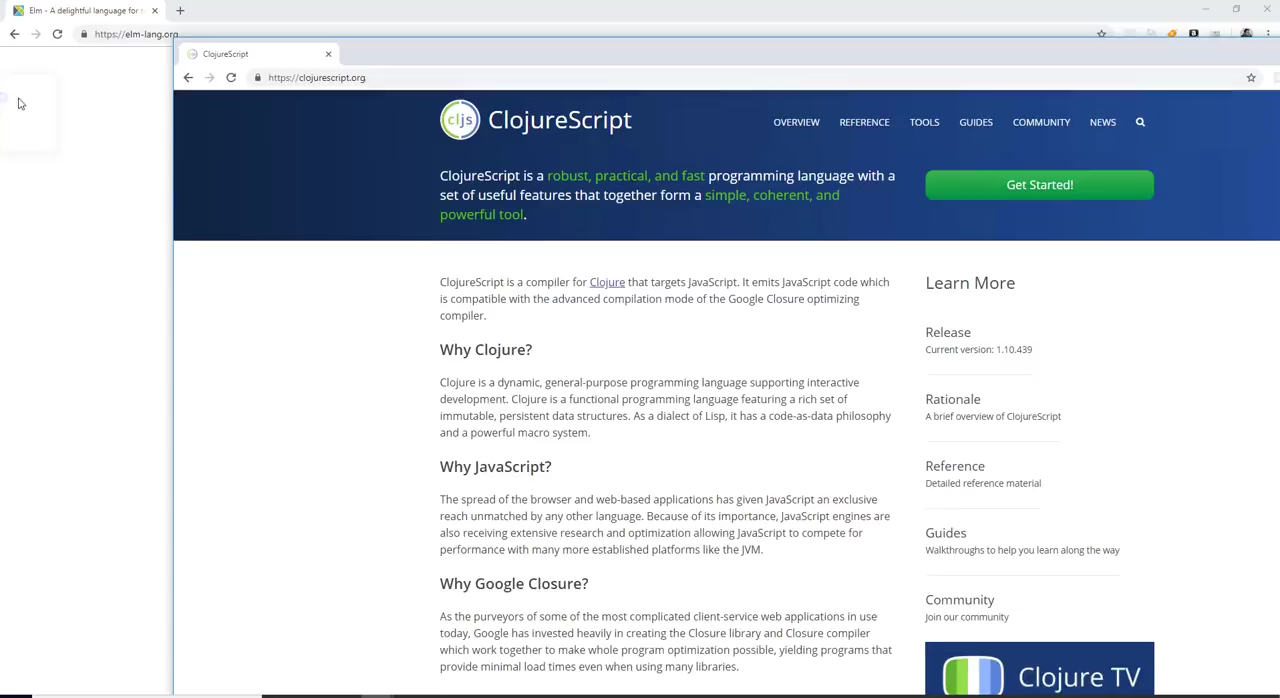 Elm - A delightful language for r
https://elm-lang.org
ClojureScript
https://clojurescript.org
cljs ClojureScript
OVERVIEW REFERENCE TOOLS GUIDES COMMUNITY NEWS
ClojureScript is a robust, practical, and fast programming language with a
set of useful features that together form a simple, coherent, and
powerful tool.
Get Started!
ClojureScript is a compiler for Clojure that targets JavaScript. It emits JavaScript code which
is compatible with the advanced compilation mode of the Google Closure optimizing
compiler.
Why Clojure?
Clojure is a dynamic, general-purpose programming language supporting interactive
development. Clojure is a functional programming language featuring a rich set of
immutable, persistent data structures. As a dialect of Lisp, it has a code-as-data philosophy
and a powerful macro system.
Why JavaScript?
The spread of the browser and web-based applications has given JavaScript an exclusive
reach unmatched by any other language. Because of its importance, JavaScript engines are
also receiving extensive research and optimization allowing JavaScript to compete for
performance with many more established platforms like the JVM.
Why Google Closure?
As the purveyors of some of the most complicated client-service web applications in use
today, Google has invested heavily in creating the Closure library and Closure compiler
which work together to make whole program optimization possible, yielding programs that
provide minimal load times even when using many libraries.
Learn More
Release
Current version: 1.10.439
Rationale
A brief overview of ClojureScript
Reference
Detailed reference material
Guides
Walkthroughs to help you learn along the way
Community
Join our community
Clojure TV